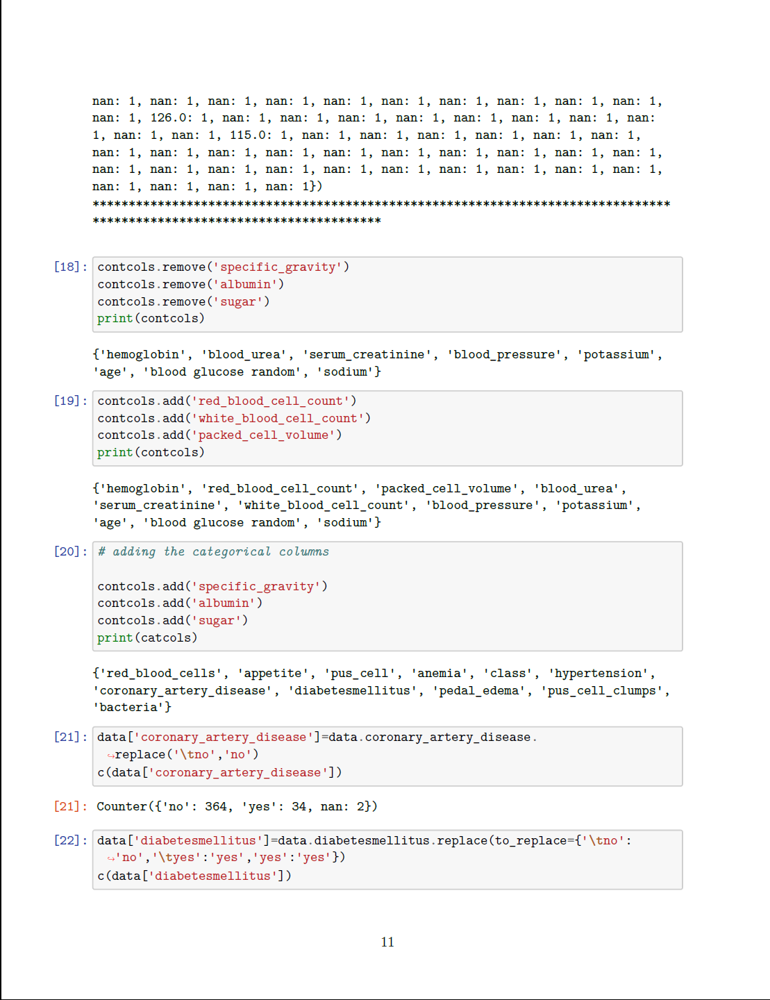 nan: 1, nan: 1, nan: 1, nan: 1, nan: 1, nan: 1, nan: 1, nan: 1, nan: 1, nan: 1,
nan: 1, 126.0: 1, nan: 1, nan: 1, nan: 1, nan: 1, nan: 1, nan: 1, nan: 1, nan:
1, nan: 1, nan: 1, 115.0: 1, nan: 1, nan: 1, nan: 1, nan: 1, nan: 1, nan: 1,
nan: 1, nan: 1, nan: 1, nan: 1, nan: 1, nan: 1, nan: 1, nan: 1, nan: 1, nan: 1,
nan: 1, nan: 1, nan: 1, nan: 1, nan: 1, nan: 1, nan: 1, nan: 1, nan: 1, nan: 1,
nan: 1, nan: 1, nan: 1, nan: 1})
********************************************************************************
****************************************
[18]: contcols.remove('specific_gravity')
contcols.remove('albumin')
contcols.remove('sugar')
print(contcols)
{'hemoglobin', 'blood_urea', 'serum_creatinine', 'blood_pressure', 'potassium',
'age', 'blood glucose random', 'sodium'}
[19]: contcols.add('red_blood_cell_count')
contcols.add('white_blood_cell_count')
contcols.add('packed_cell_volume')
print(contcols)
{'hemoglobin', 'red_blood_cell_count', 'packed_cell_volume', 'blood_urea',
'serum_creatinine', 'white_blood_cell_count', 'blood_pressure', 'potassium',
'age', 'blood glucose random', 'sodium'}
[20]: # adding the categorical columns
contcols.add('specific_gravity')
contcols.add('albumin')
contcols.add('sugar')
print(catcols)
{'red_blood_cells', 'appetite', 'pus_cell', 'anemia', 'class', 'hypertension',
'coronary_artery_disease', 'diabetesmellitus', 'pedal_edema', 'pus_cell_clumps',
'bacteria'}
[21]: data['coronary_artery_disease']=data.coronary_artery_disease.
↪replace('\tno','no')
c(data['coronary_artery_disease'])
[21]: Counter({'no': 364, 'yes': 34, nan: 2})
[22]: data['diabetesmellitus']=data.diabetesmellitus.replace(to_replace={'\tno':
↪'no','\tyes':'yes','yes':'yes'})
c(data['diabetesmellitus'])
11